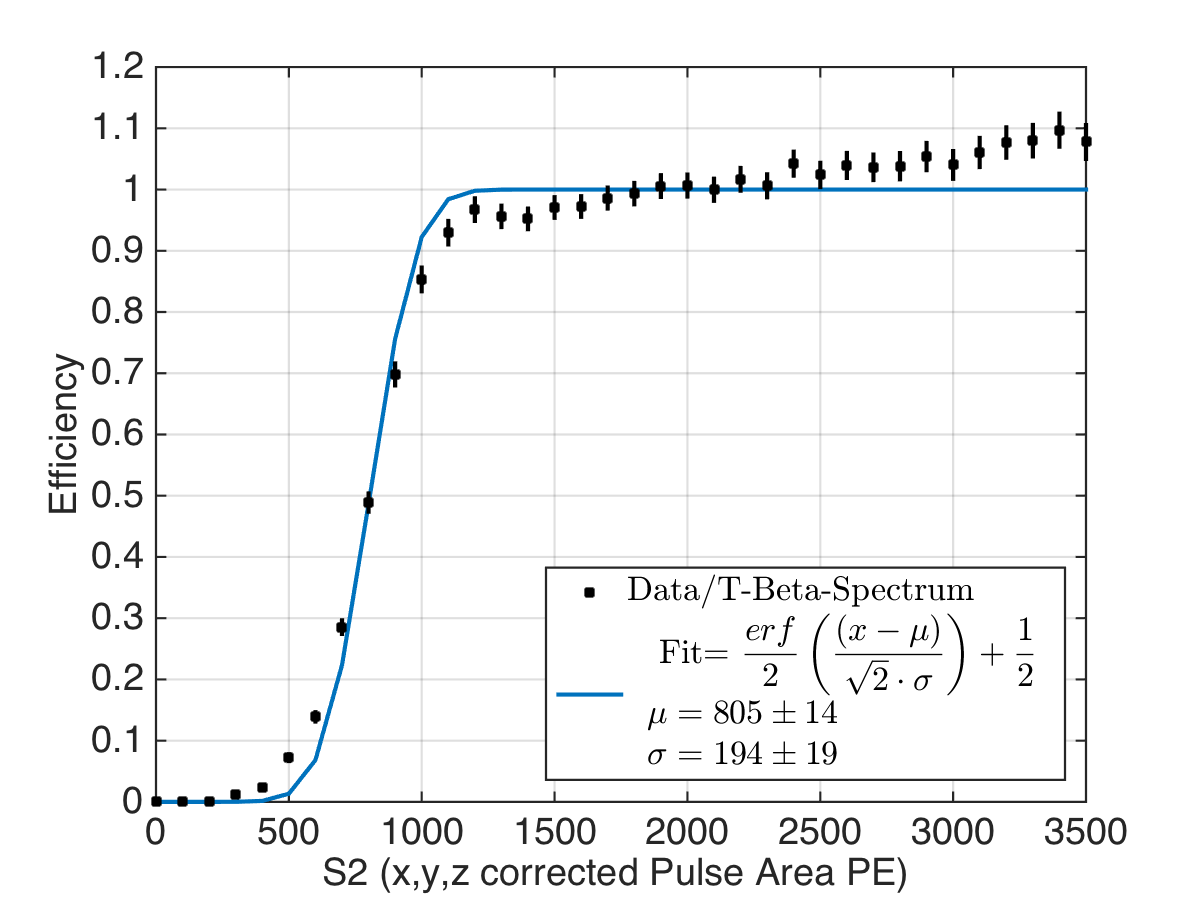 1.2
1.1
1
0.9
0.8
0.7
0.6
0.5
0.4
0.3
0.2
0.1
0
Efficiency
Data/T-Beta-Spectrum
Fit= erf/2 ((x − μ)/(√2 · σ)) + 1/2
μ = 805 ± 14
σ = 194 ± 19
0 500 1000 1500 2000 2500 3000 3500
S2 (x,y,z corrected Pulse Area PE)